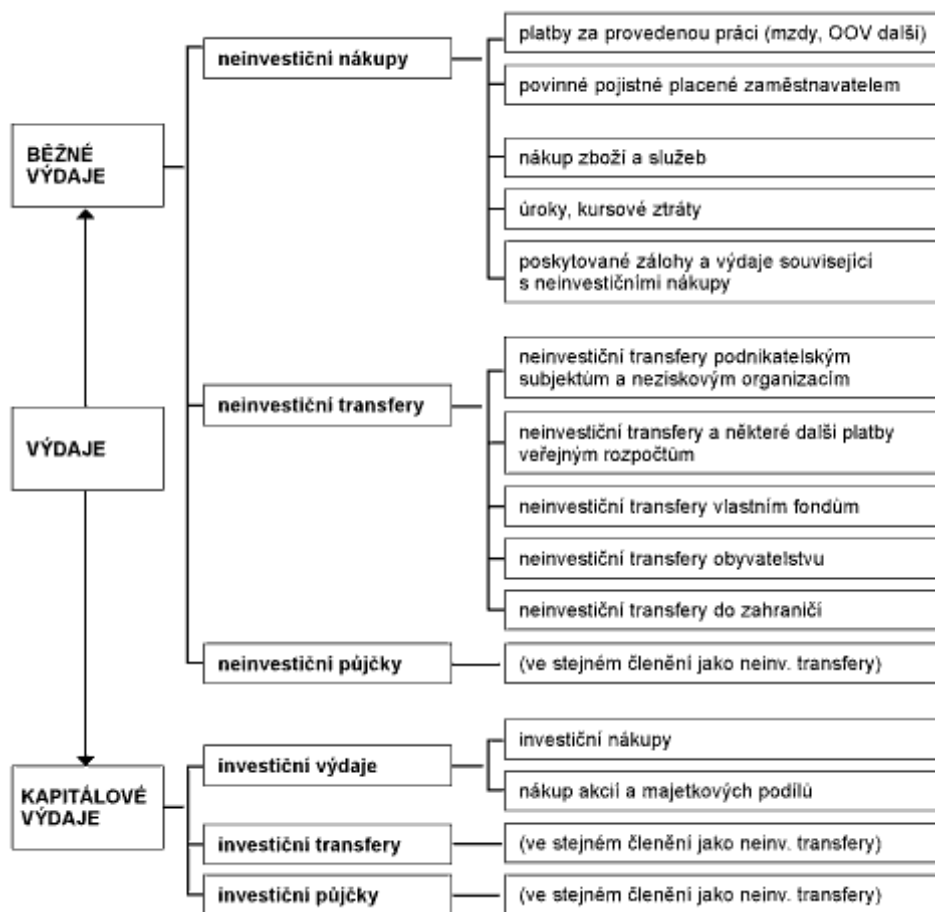 BĚŽNÉ
VÝDAJE
neinvestiční nákupy
platby za provedenou práci (mzdy, OOV další)
povinné pojistné placené zaměstnavatelem
nákup zboží a služeb
úroky, kursové ztráty
poskytované zálohy a výdaje související
s neinvestičními nákupy
VÝDAJE
neinvestiční transfery
neinvestiční transfery podnikatelským
subjektům a neziskovým organizacím
neinvestiční transfery a některé další platby
veřejným rozpočtům
neinvestiční transfery vlastním fondům
neinvestiční transfery obyvatelstvu
neinvestiční transfery do zahraničí
neinvestiční půjčky
(ve stejném členění jako neinv. transfery)
KAPITÁLOVÉ
VÝDAJE
investiční výdaje
investiční nákupy
nákup akcií a majetkových podílů
investiční transfery
(ve stejném členění jako neinv. transfery)
investiční půjčky
(ve stejném členění jako neinv. transfery)